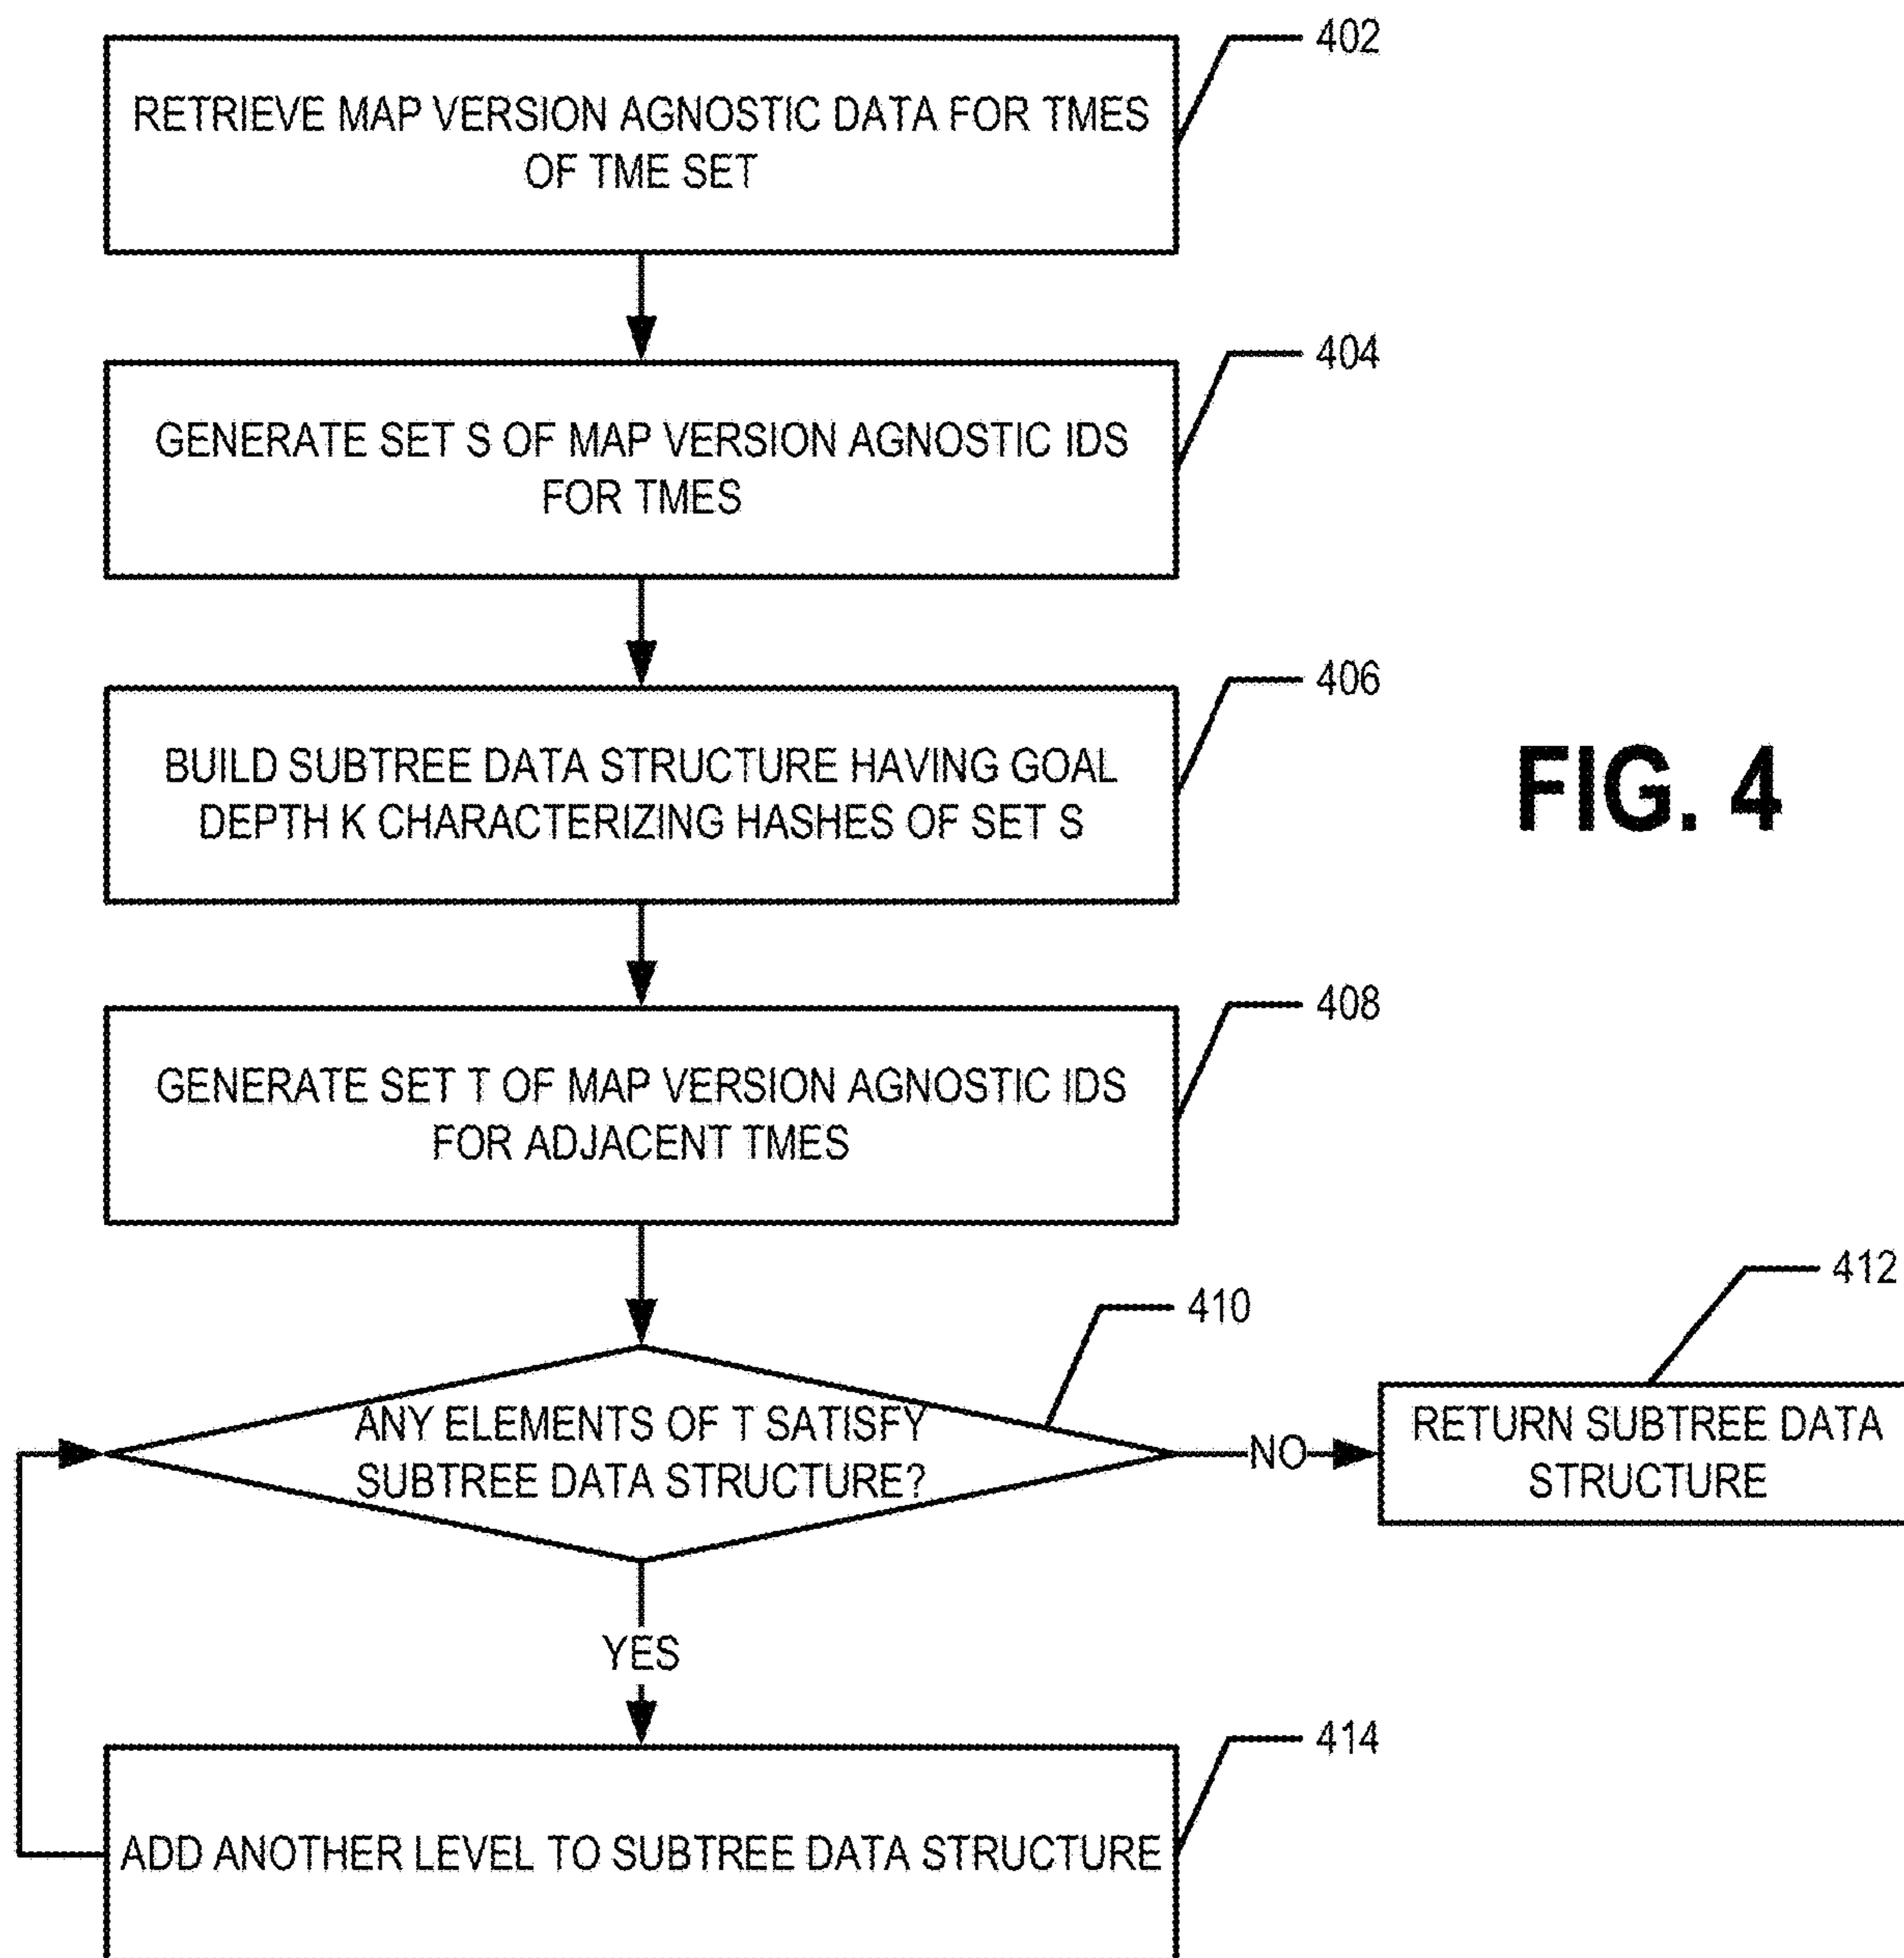 402
RETRIEVE MAP VERSION AGNOSTIC DATA FOR TMES
OF TME SET
404
GENERATE SET S OF MAP VERSION AGNOSTIC IDS
FOR TMES
406
BUILD SUBTREE DATA STRUCTURE HAVING GOAL
DEPTH K CHARACTERIZING HASHES OF SET S
FIG. 4
408
GENERATE SET T OF MAP VERSION AGNOSTIC IDS
FOR ADJACENT TMES
410
412
ANY ELEMENTS OF T SATISFY
SUBTREE DATA STRUCTURE?
NO
RETURN SUBTREE DATA
STRUCTURE
YES
414
ADD ANOTHER LEVEL TO SUBTREE DATA STRUCTURE